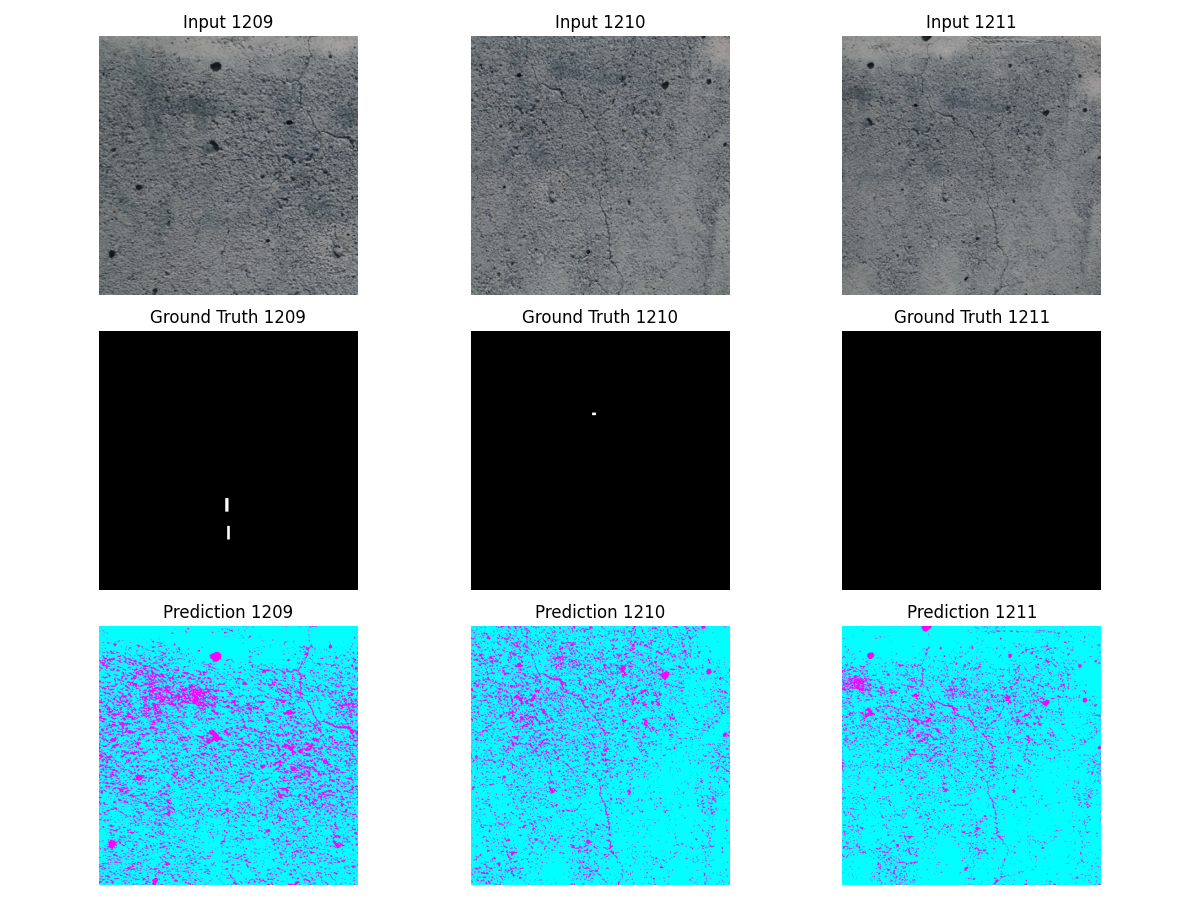 Input 1209
Input 1210
Input 1211
Ground Truth 1209
Ground Truth 1210
Ground Truth 1211
Prediction 1209
Prediction 1210
Prediction 1211